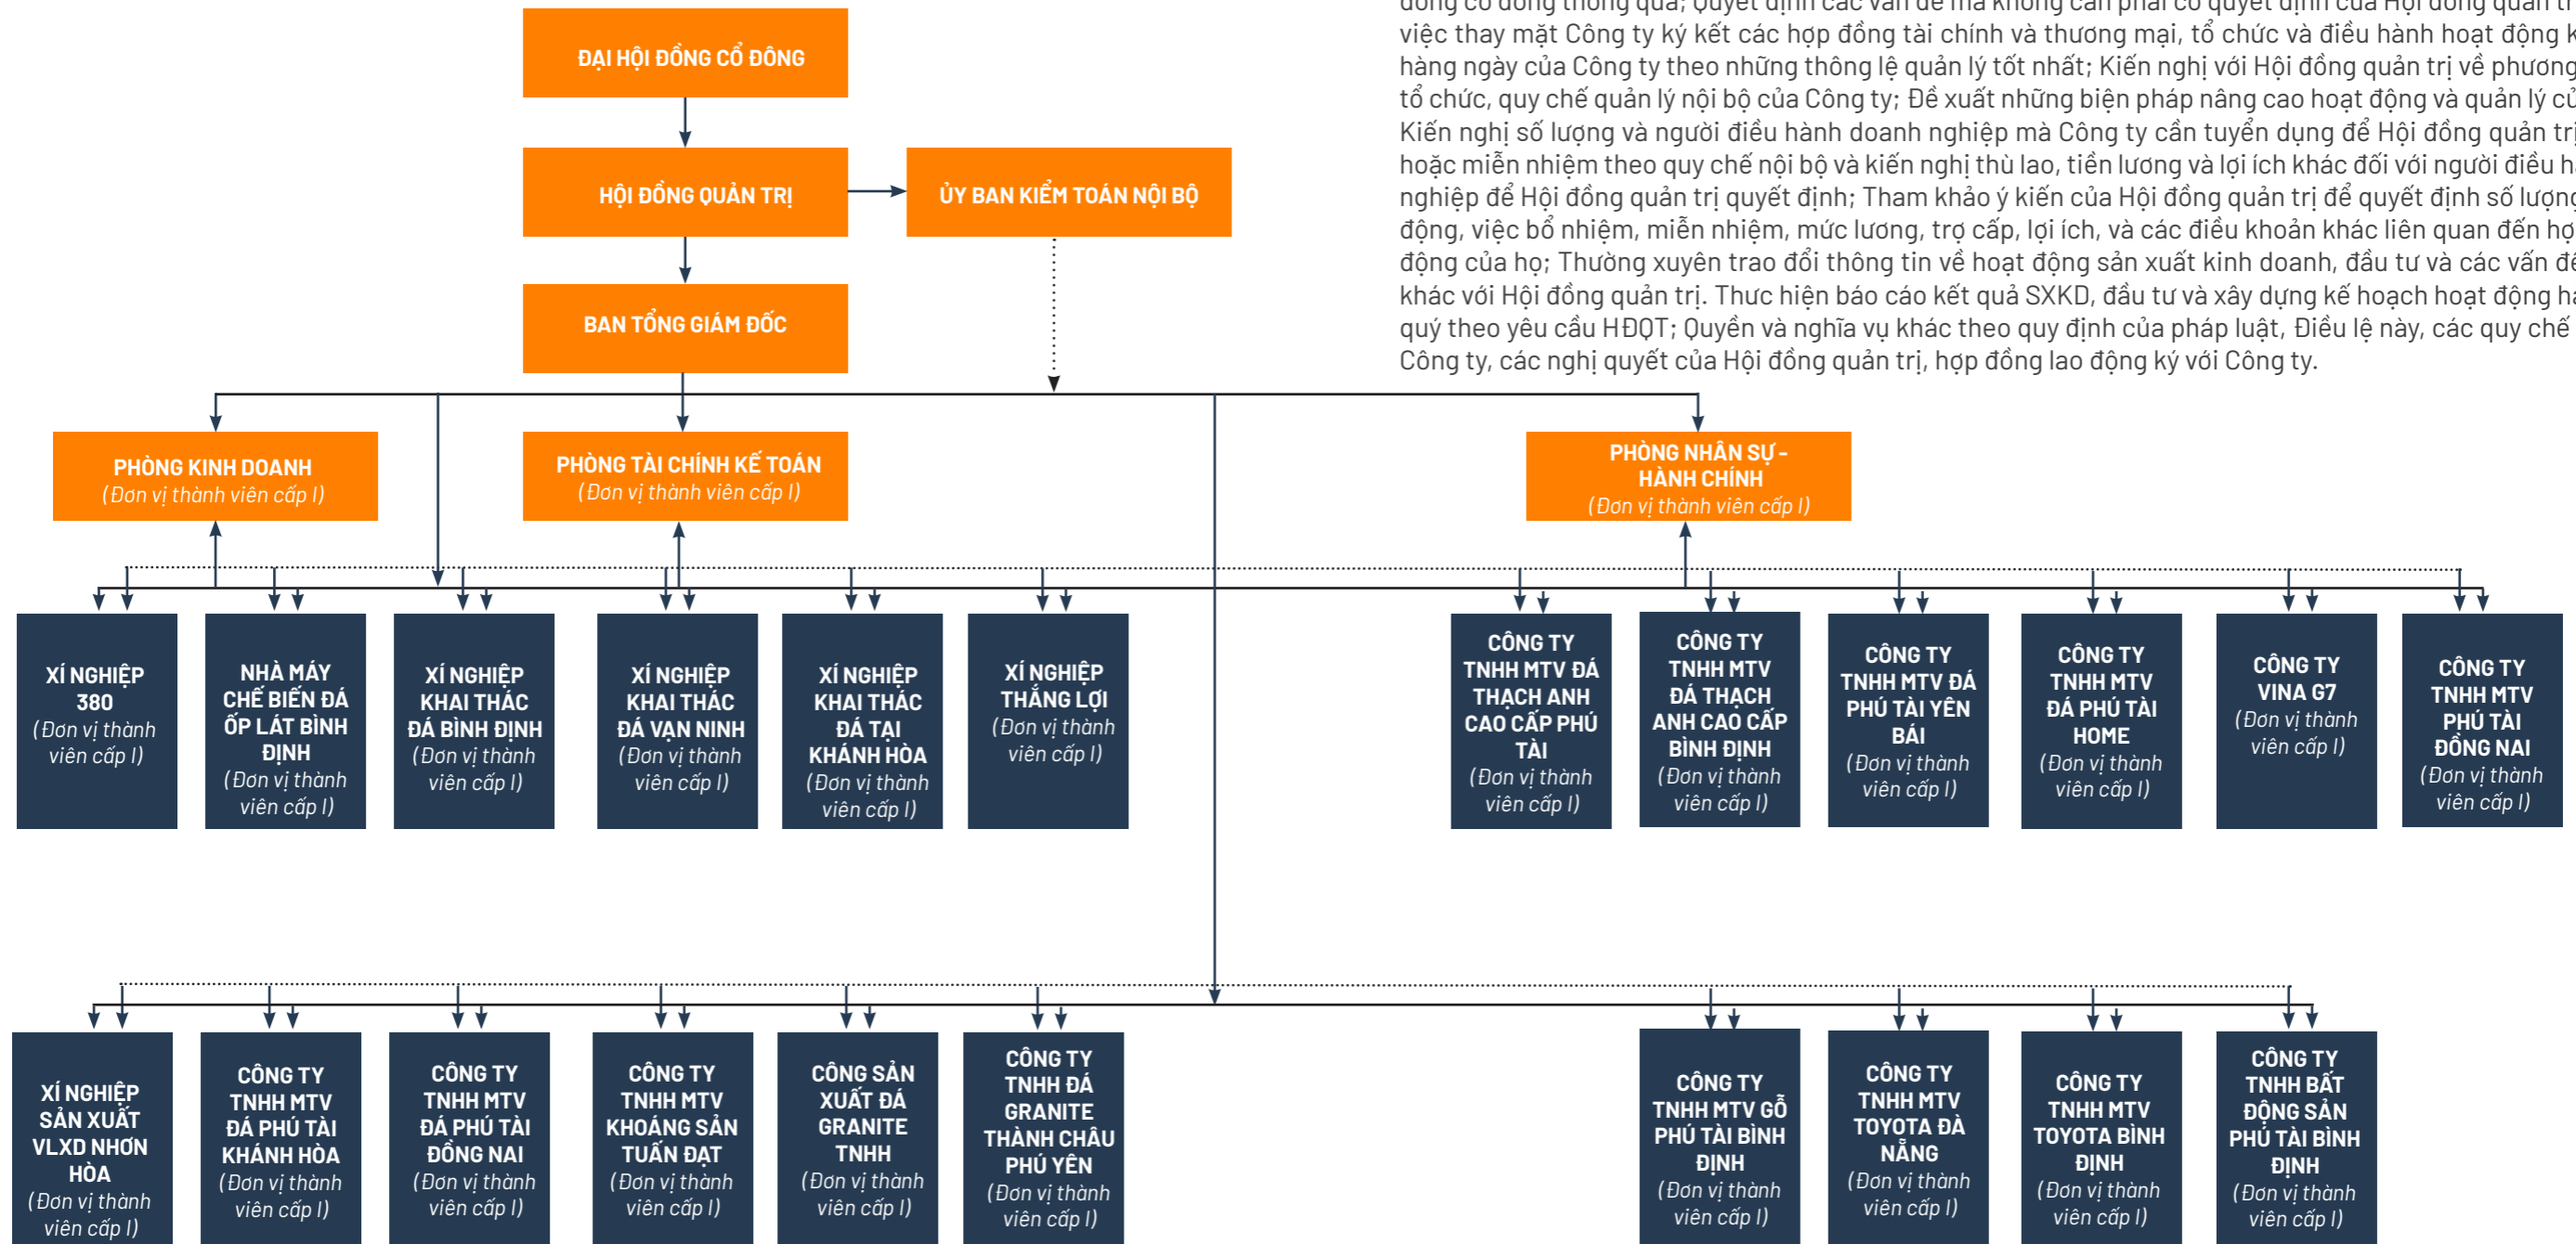 đồng cổ đông thông qua; Quyết định các vấn đề mà không cần phải có quyết định của Hội đồng quản
việc thay mặt Công ty ký kết các hợp đồng tài chính và thương mại, tổ chức và điều hành hoạt động
hàng ngày của Công ty theo những thông lệ quản lý tốt nhất; Kiến nghị với Hội đồng quản trị về phương
tổ chức, quy chế quản lý nội bộ của Công ty; Đề xuất những biện pháp nâng cao hoạt động và quản lý
Kiến nghị số lượng và người điều hành doanh nghiệp mà Công ty cần tuyển dụng để Hội đồng quản trị
hoặc miễn nhiệm theo quy chế nội bộ và kiến nghị thù lao, tiền lương và lợi ích khác đối với người điều
nghiệp để Hội đồng quản trị quyết định; Tham khảo ý kiến của Hội đồng quản trị để quyết định số lượng
động, việc bổ nhiệm, miễn nhiệm, mức lương, trợ cấp, lợi ích, và các điều khoản khác liên quan đến
động của họ; Thường xuyên trao đổi thông tin về hoạt động sản xuất kinh doanh, đầu tư và các vấn đề
khác với Hội đồng quản trị. Thưc hiện báo cáo kết quả SXKD, đầu tư và xây dựng kế hoạch hoạt động
quý theo yêu cầu HĐQT; Quyền và nghĩa vụ khác theo quy định của pháp luật, Điều lệ này, các quy chế
Công ty, các nghị quyết của Hội đồng quản trị, hợp đồng lao động ký với Công ty.
ĐẠI HỘI ĐỒNG CỔ ĐÔNG
HỘI ĐỒNG QUẢN TRỊ
ỦY BAN KIỂM TOÁN NỘI BỘ
BAN TỔNG GIÁM ĐỐC
PHÒNG KINH DOANH
(Đơn vị thành viên cấp I)
PHÒNG TÀI CHÍNH KẾ TOÁN
(Đơn vị thành viên cấp I)
PHÒNG NHÂN SỰ -
HÀNH CHÍNH
(Đơn vị thành viên cấp I)
XÍ NGHIỆP
380
(Đơn vị thành
viên cấp I)
NHÀ MÁY
CHẾ BIẾN ĐÁ
ỐP LÁT BÌNH
ĐỊNH
(Đơn vị thành
viên cấp I)
XÍ NGHIỆP
KHAI THÁC
ĐÁ BÌNH ĐỊNH
(Đơn vị thành
viên cấp I)
XÍ NGHIỆP
KHAI THÁC
ĐÁ VẠN NINH
(Đơn vị thành
viên cấp I)
XÍ NGHIỆP
KHAI THÁC
ĐÁ TẠI
KHÁNH HÒA
(Đơn vị thành
viên cấp I)
XÍ NGHIỆP
THẮNG LỢI
(Đơn vị thành
viên cấp I)
CÔNG TY
TNHH MTV ĐÁ
THẠCH ANH
CAO CẤP PHÚ
TÀI
(Đơn vị thành
viên cấp I)
CÔNG TY
TNHH MTV
ĐÁ THẠCH
ANH CAO CẤP
BÌNH ĐỊNH
(Đơn vị thành
viên cấp I)
CÔNG TY
TNHH MTV ĐÁ
PHÚ TÀI YÊN
BÁI
(Đơn vị thành
viên cấp I)
CÔNG TY
TNHH MTV
ĐÁ PHÚ TÀI
HOME
(Đơn vị thành
viên cấp I)
CÔNG TY
VINA G7
(Đơn vị thành
viên cấp I)
CÔNG TY
TNHH MTV
PHÚ TÀI
ĐỒNG NAI
(Đơn vị thành
viên cấp I)
XÍ NGHIỆP
SẢN XUẤT
VLXD NHƠN
HÒA
(Đơn vị thành
viên cấp I)
CÔNG TY
TNHH MTV
ĐÁ PHÚ TÀI
KHÁNH HÒA
(Đơn vị thành
viên cấp I)
CÔNG TY
TNHH MTV
ĐÁ PHÚ TÀI
ĐỒNG NAI
(Đơn vị thành
viên cấp I)
CÔNG TY
TNHH MTV
KHOÁNG SẢN
TUẤN ĐẠT
(Đơn vị thành
viên cấp I)
CÔNG SẢN
XUẤT ĐÁ
GRANITE
TNHH
(Đơn vị thành
viên cấp I)
CÔNG TY
TNHH ĐÁ
GRANITE
THÀNH CHÂU
PHÚ YÊN
(Đơn vị thành
viên cấp I)
CÔNG TY
TNHH MTV GỖ
PHÚ TÀI BÌNH
ĐỊNH
(Đơn vị thành
viên cấp I)
CÔNG TY
TNHH MTV
TOYOTA ĐÀ
NẴNG
(Đơn vị thành
viên cấp I)
CÔNG TY
TNHH MTV
TOYOTA BÌNH
ĐỊNH
(Đơn vị thành
viên cấp I)
CÔNG TY
TNHH BẤT
ĐỘNG SẢN
PHÚ TÀI BÌNH
ĐỊNH
(Đơn vị thành
viên cấp I)